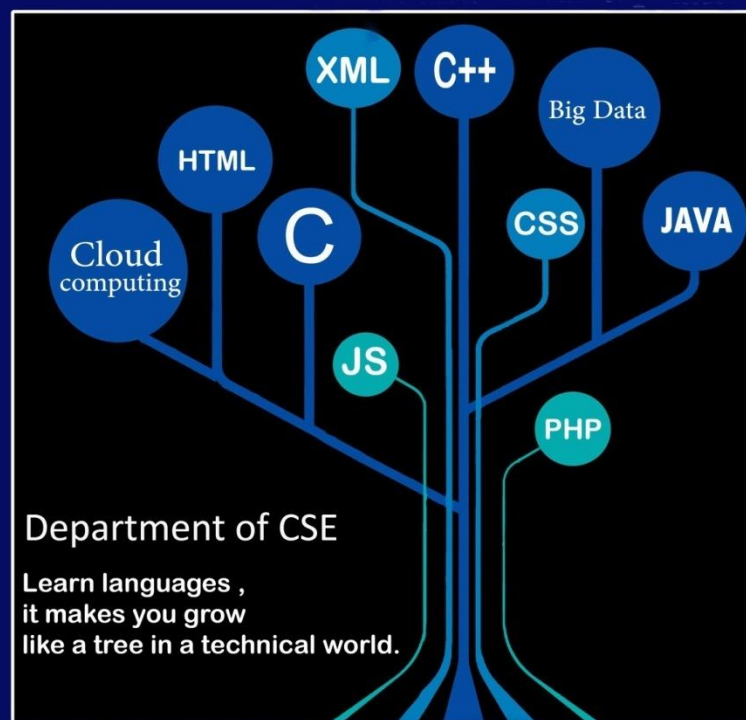 XML
C++
Big Data
HTML
C
CSS
JAVA
Cloud
computing
JS
PHP
Department of CSE
Learn languages ,
it makes you grow
like a tree in a technical world.